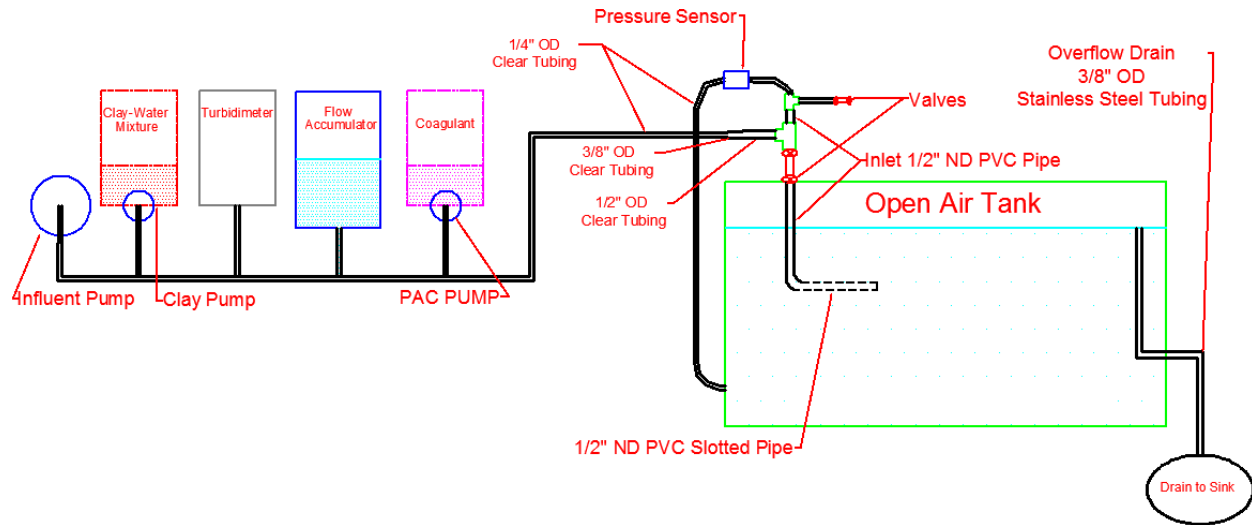 Pressure Sensor
1/4" OD
Clear Tubing
Overflow Drain
3/8" OD
Stainless Steel Tubing
Clay-Water
Mixture
Turbidimeter
Flow
Accumulator
Coagulant
Valves
3/8" OD
Clear Tubing
Inlet 1/2" ND PVC Pipe
1/2" OD
Clear Tubing
Open Air Tank
Influent Pump
Clay Pump
PAC PUMP
1/2" ND PVC Slotted Pipe
Drain to Sink